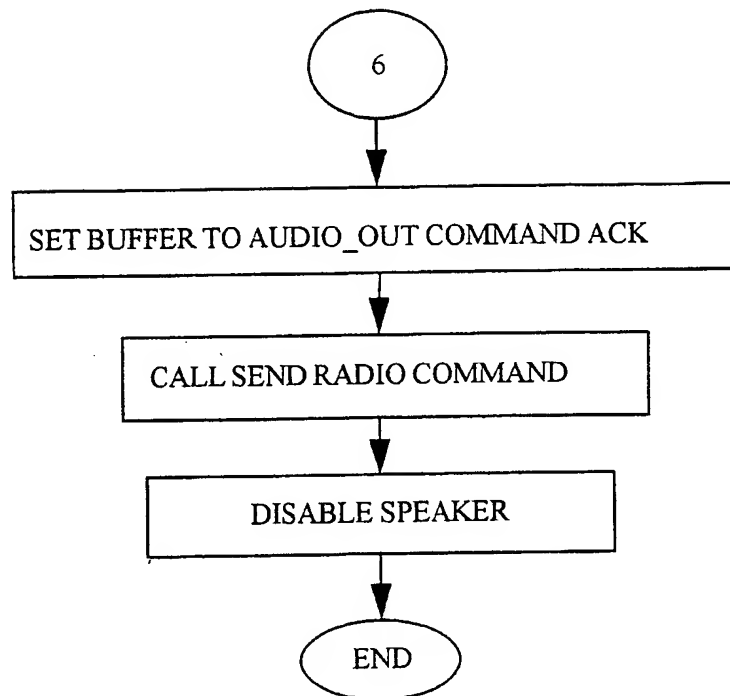 6
SET BUFFER TO AUDIO_OUT COMMAND ACK
CALL SEND RADIO COMMAND
DISABLE SPEAKER
END